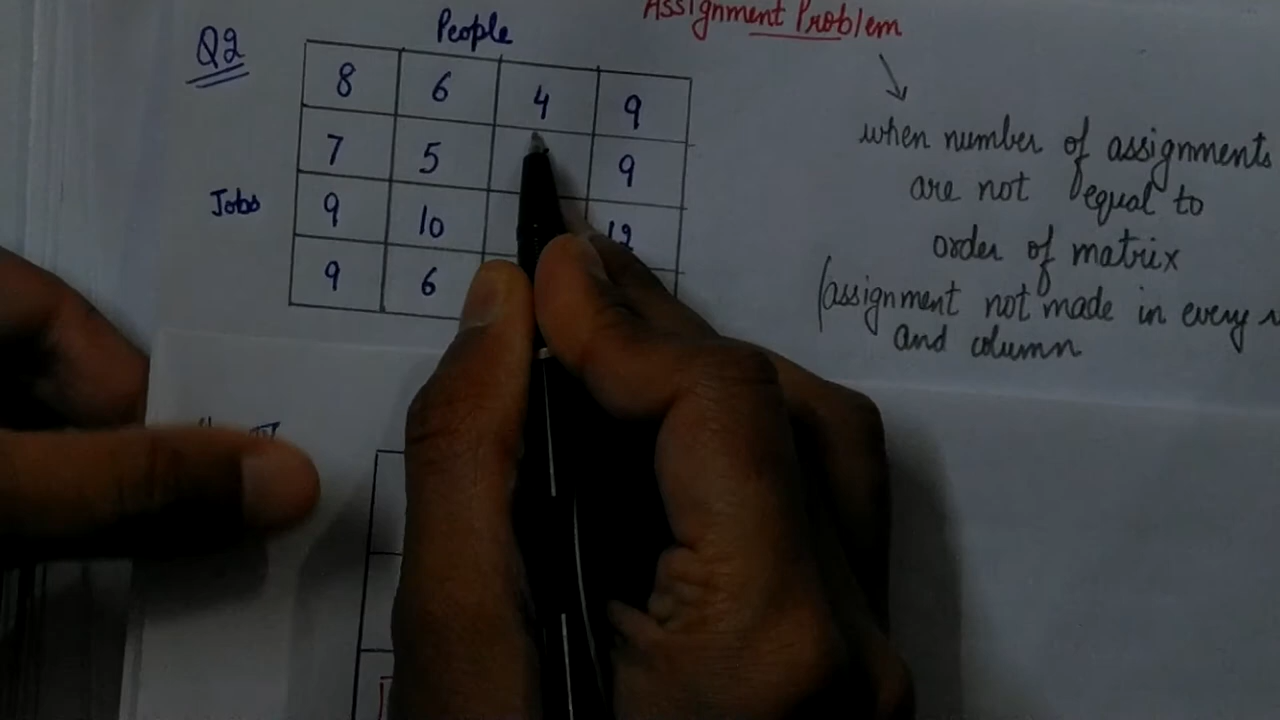 Assignment Problem
Q2
People
8 6 4 9
7 5 9
Jobs
9 10 12
9 6
when number of assignments
are not equal to
order of matrix
(assignment not made in every
and column